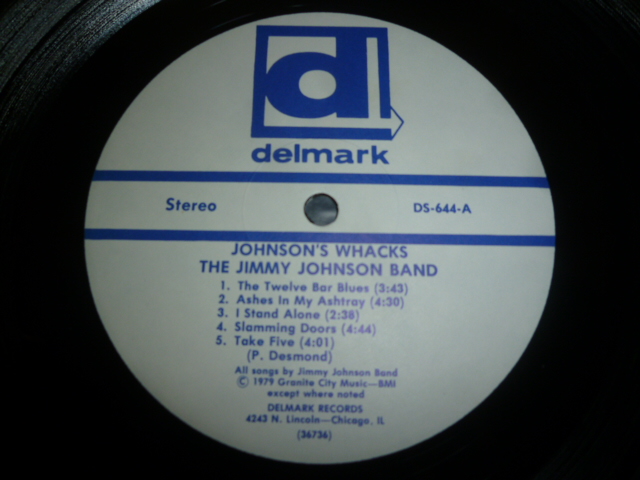 d
delmark
Stereo DS-644-A
JOHNSON'S WHACKS
THE JIMMY JOHNSON BAND
1. The Twelve Bar Blues (3:43)
2. Ashes In My Ashtray (4:30)
3. I Stand Alone (2:38)
4. Slamming Doors (4:44)
5. Take Five (4:01)
(P. Desmond)
All songs by Jimmy Johnson Band
© 1979 Granite City Music—BMI
except where noted
DELMARK RECORDS
4243 N. Lincoln—Chicago, IL
(36736)